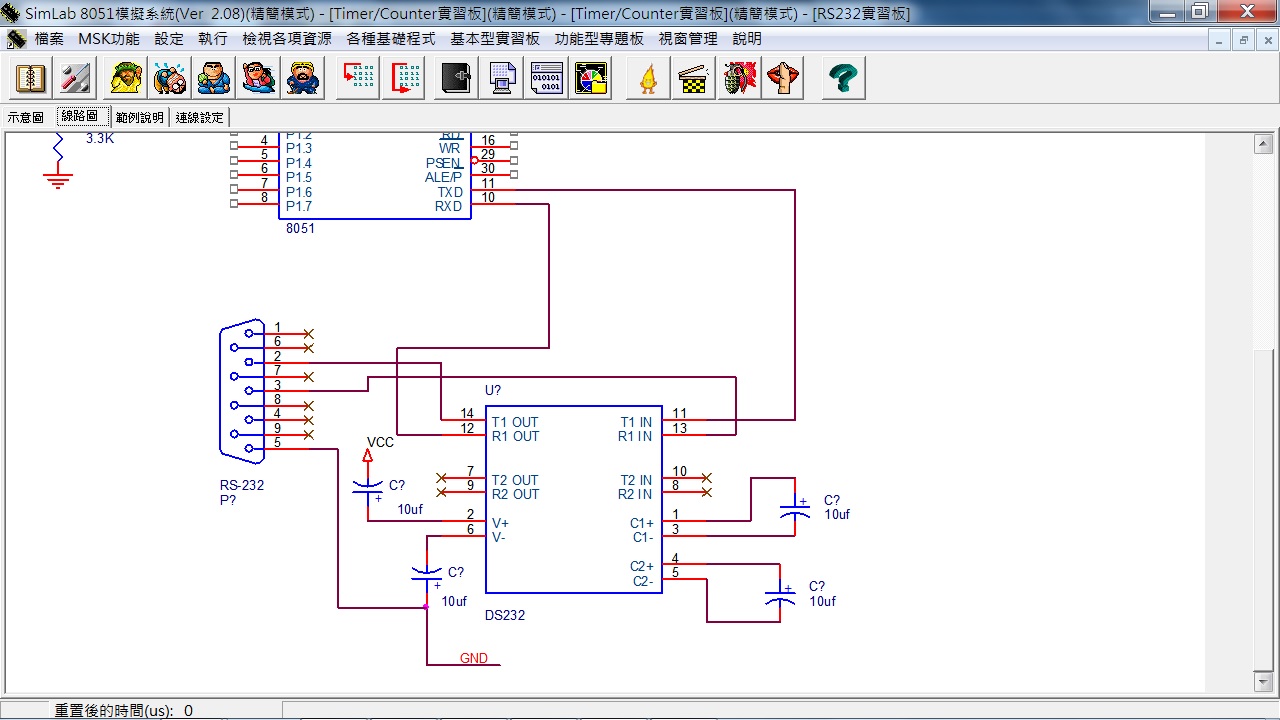 SimLab 8051模擬系統(Ver 2.08)(精簡模式) - [Timer/Counter實習板](精簡模式) - [Timer/Counter實習板](精簡模式) - [RS232實習板]
檔案 MSK功能 設定 執行 檢視各項資源 各種基礎程式 基本型實習板 功能型專題板 視窗管理 說明
示意圖 線路圖 範例說明 連線設定
3.3K
P1.2 RD
4 P1.3 WR 16
5 P1.4 PSEN 29
6 P1.5 ALE/P 30
7 P1.6 TXD 11
8 P1.7 RXD 10
8051
1
6
2
7
3
8
4
9
5
RS-232
P?
U?
14 T1 OUT T1 IN 11
12 R1 OUT R1 IN 13
7 T2 OUT T2 IN 10
9 R2 OUT R2 IN 8
2 V+ C1+ 1
6 V- C1- 3
C2+ 4
C2- 5
DS232
VCC
C?
+
10uf
C?
+
10uf
+ C?
10uf
+ C?
10uf
GND
重置後的時間(us): 0